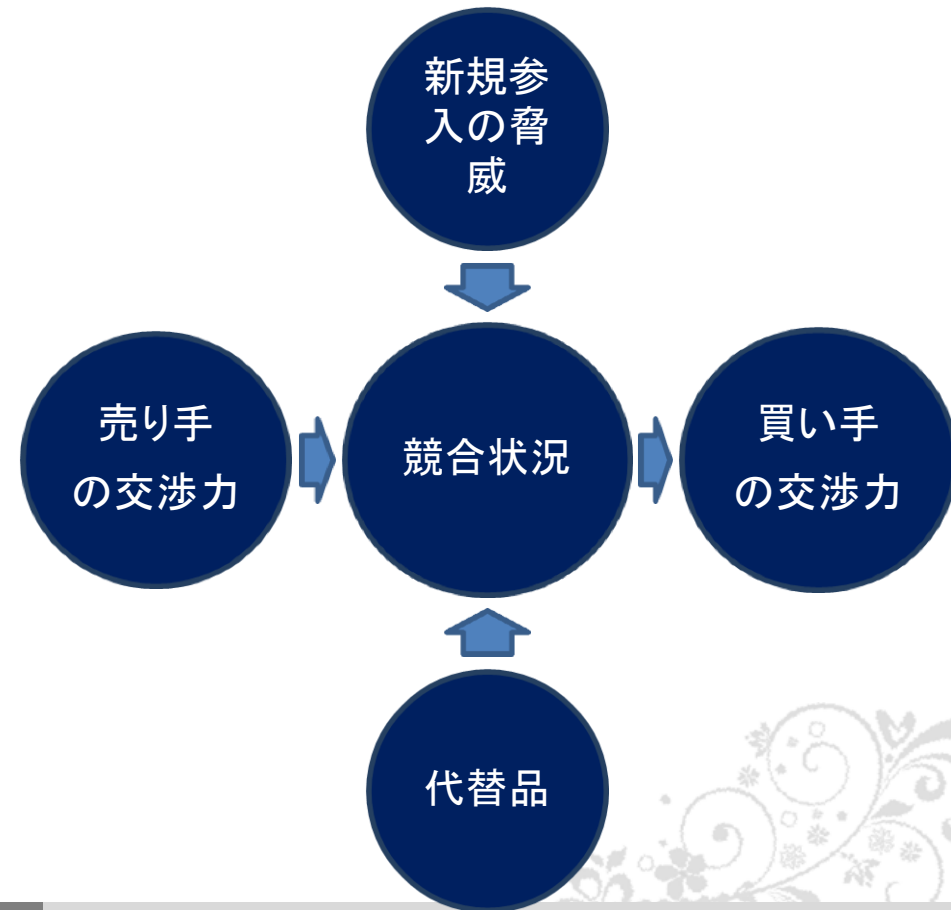 新規参
入の脅
威
売り手
の交渉力
競合状況
買い手
の交渉力
代替品